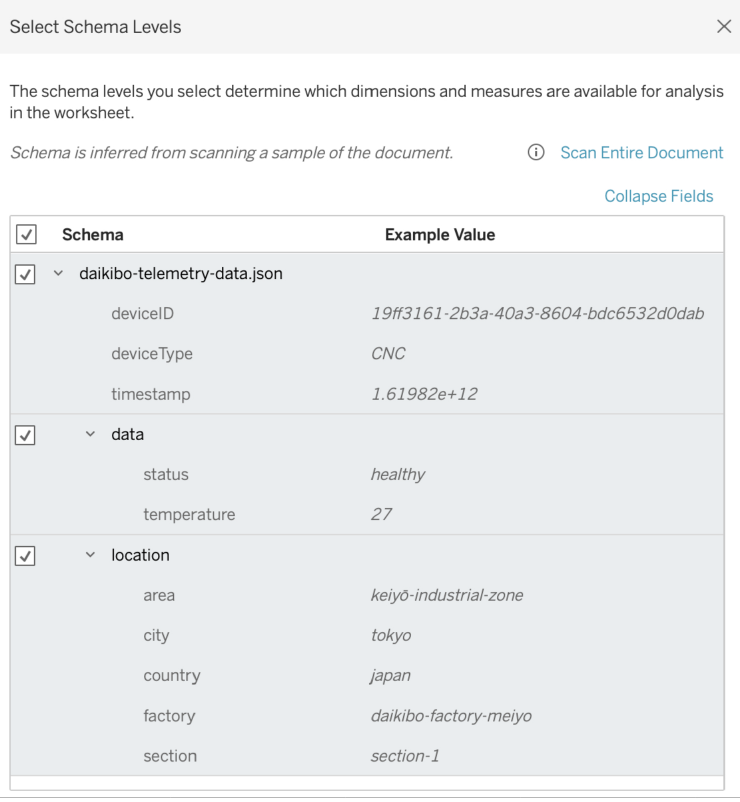 Select Schema Levels
The schema levels you select determine which dimensions and measures are available for analysis
in the worksheet.
Schema is inferred from scanning a sample of the document.
Scan Entire Document
Collapse Fields
Schema Example Value
daikibo-telemetry-data.json
deviceID 19ff3161-2b3a-40a3-8604-bdc6532d0dab
deviceType CNC
timestamp 1.61982e+12
data
status healthy
temperature 27
location
area keiyō-industrial-zone
city tokyo
country japan
factory daikibo-factory-meiyo
section section-1